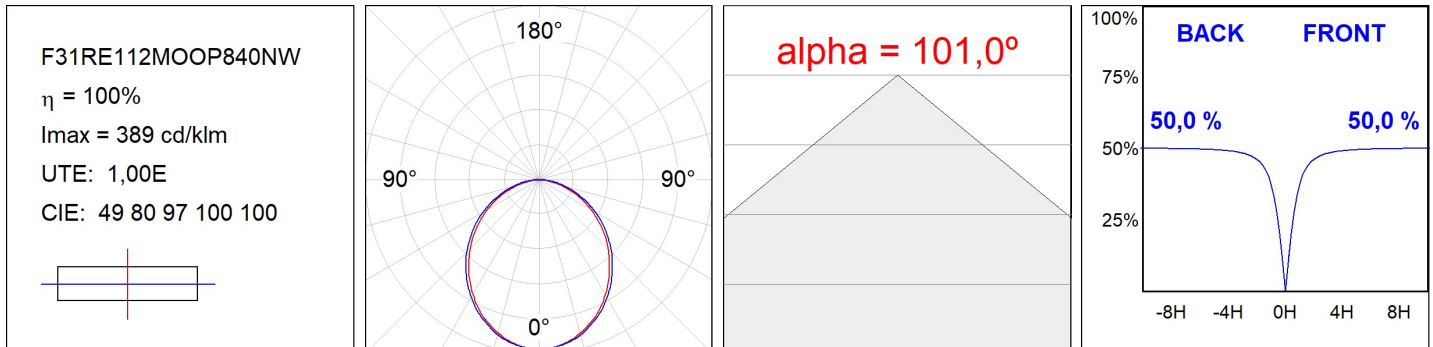 F31RE112MOOP840NW
η = 100%
Imax = 389 cd/klm
UTE: 1,00E
CIE: 49 80 97 100 100
180°
90° 90°
0°
alpha = 101,0º
100% BACK FRONT
75%
50,0 % 50,0 %
50%
25%
-8H -4H 0H 4H 8H